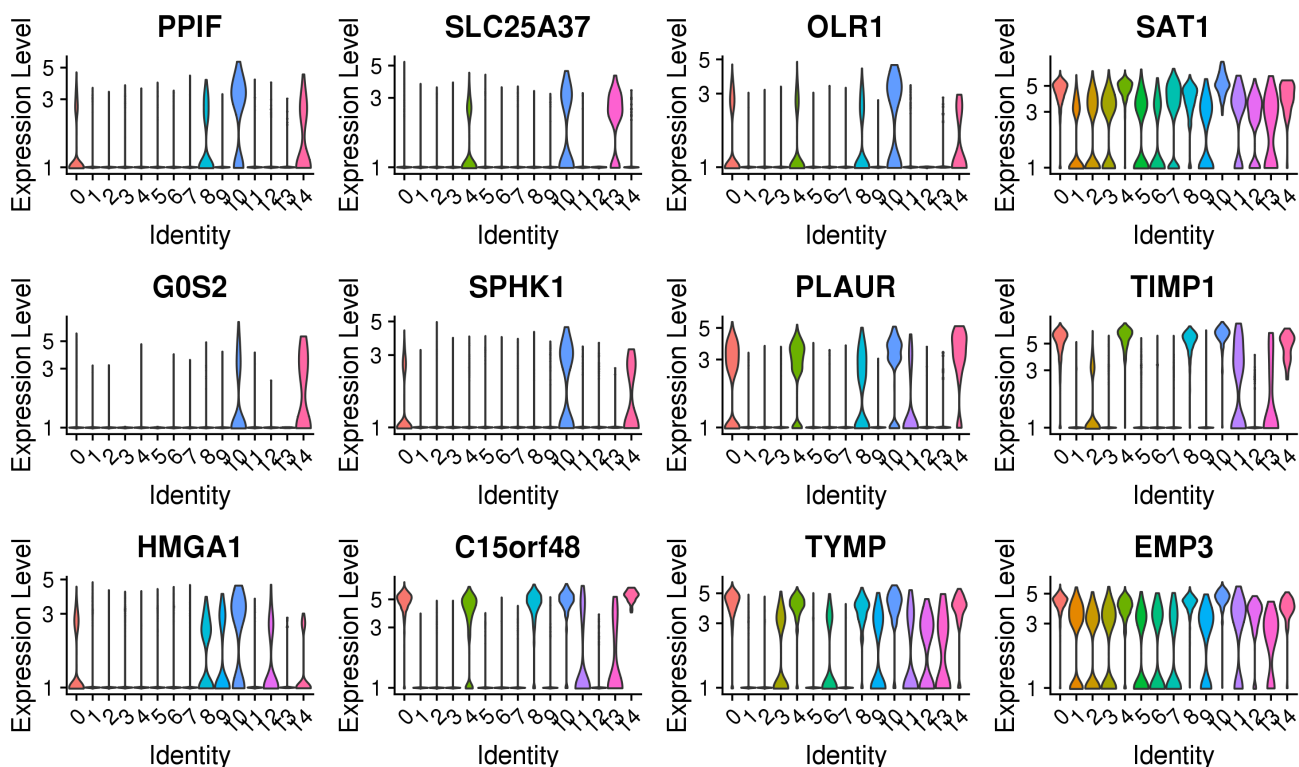 PPIF SLC25A37 OLR1 SAT1
Expression Level Expression Level Expression Level Expression Level
5 5 5 5
3 3 3 3
1 1 1 1
0 1 2 3 4 5 6 7 8 9 10 11 12 13 14 0 1 2 3 4 5 6 7 8 9 10 11 12 13 14 0 1 2 3 4 5 6 7 8 9 10 11 12 13 14 0 1 2 3 4 5 6 7 8 9 10 11 12 13 14
Identity Identity Identity Identity
G0S2 SPHK1 PLAUR TIMP1
Expression Level Expression Level Expression Level Expression Level
5 5 5 5
3 3 3 3
1 1 1 1
0 1 2 3 4 5 6 7 8 9 10 11 12 13 14 0 1 2 3 4 5 6 7 8 9 10 11 12 13 14 0 1 2 3 4 5 6 7 8 9 10 11 12 13 14 0 1 2 3 4 5 6 7 8 9 10 11 12 13 14
Identity Identity Identity Identity
HMGA1 C15orf48 TYMP EMP3
Expression Level Expression Level Expression Level Expression Level
5 5 5 5
3 3 3 3
1 1 1 1
0 1 2 3 4 5 6 7 8 9 10 11 12 13 14 0 1 2 3 4 5 6 7 8 9 10 11 12 13 14 0 1 2 3 4 5 6 7 8 9 10 11 12 13 14 0 1 2 3 4 5 6 7 8 9 10 11 12 13 14
Identity Identity Identity Identity